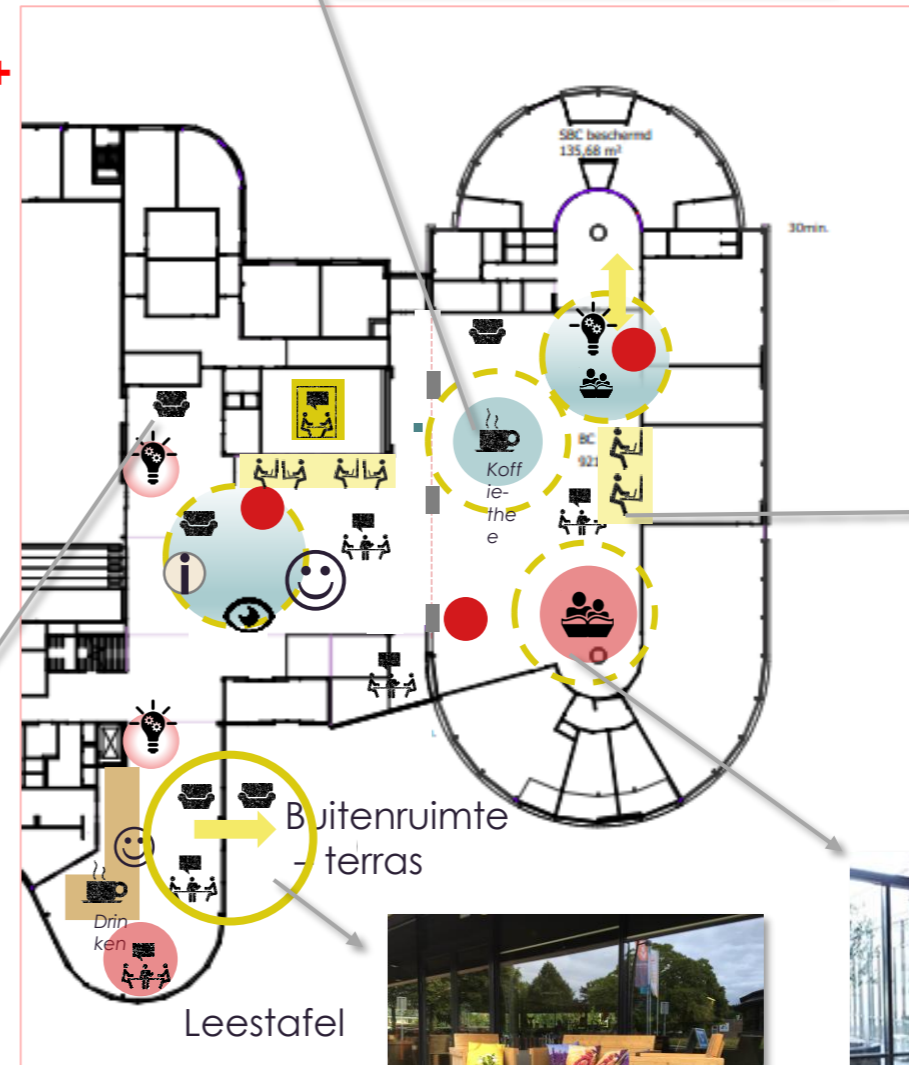 +
SBC beschermd
135,68 m²
30min.
Koff
ie-
the
e
BC
921
i
Buitenruimte
– terras
Drin
ken
Leestafel